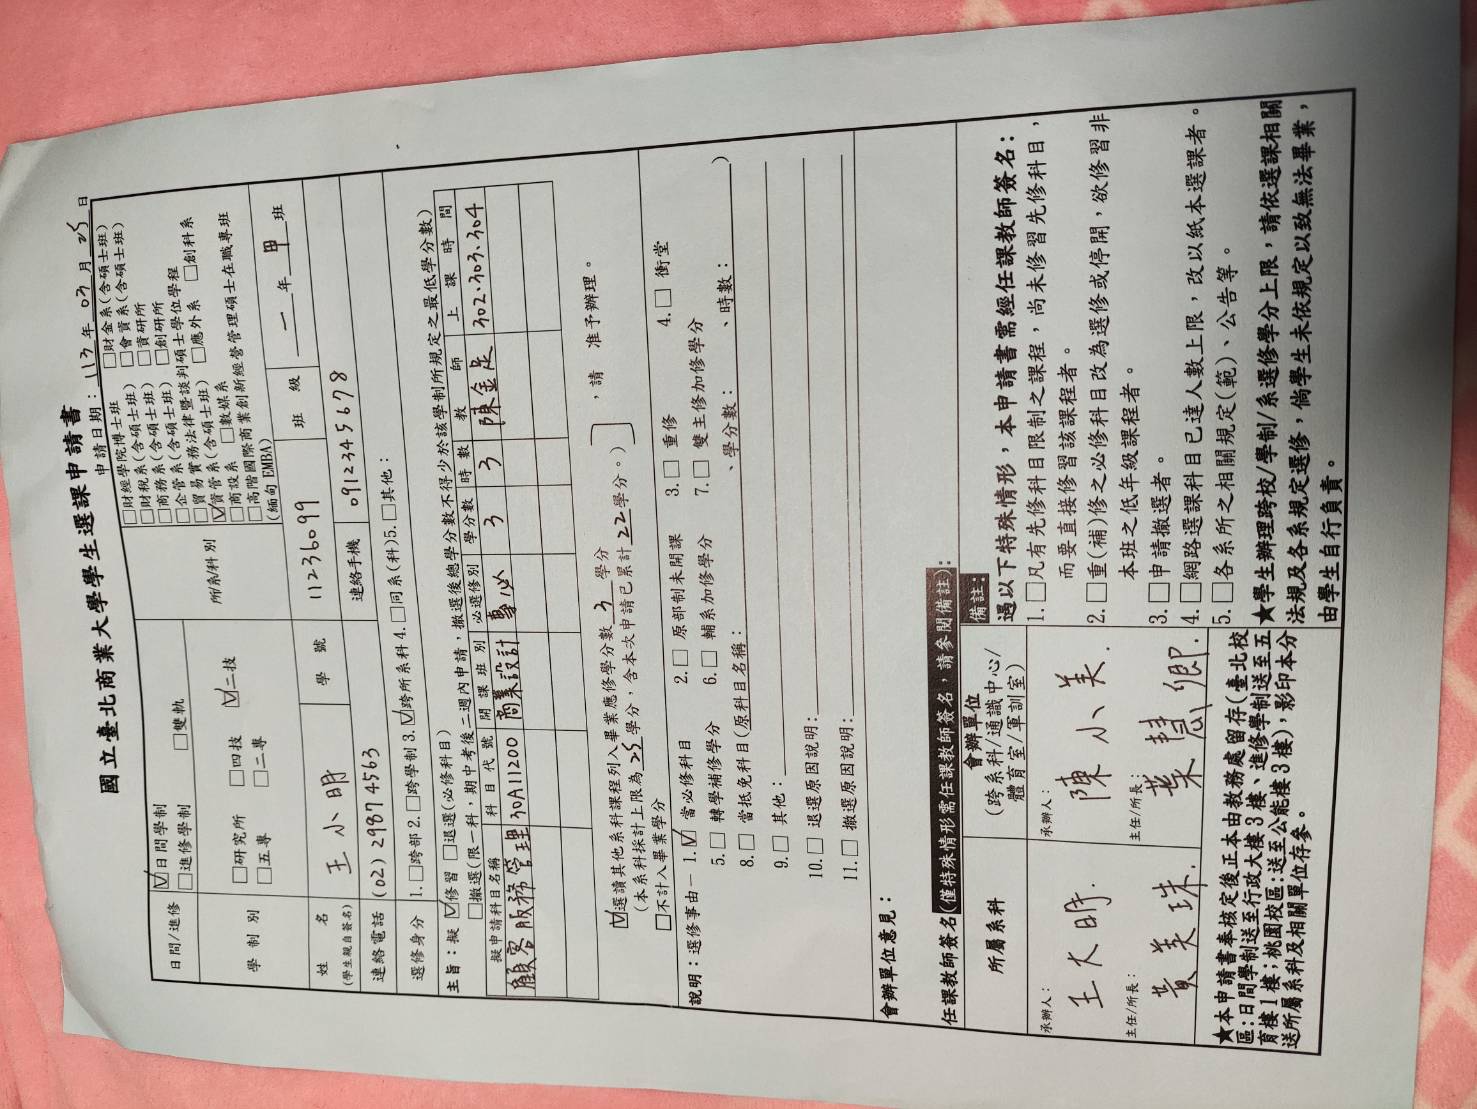 國立臺北商業大學學生選課申請書
申請日期：113年03月25日
日間/進修 ☑日間學制 □進修學制 □雙軌
學制別 □研究所 □四技 ☑二技 □五專 □二專
所/系/科別
□財經學院博士班 □財金系(含碩士班)
□財稅系(含碩士班) □會資系(含碩士班)
□商務系(含碩士班) □資研所
□企管系(含碩士班) □創研所
□貿易實務法律暨談判碩士學位學程
☑資管系(含碩士班) □應外系 □創科系
□商設系 □數媒系
□高階國際商業創新經營管理碩士在職專班
(緬甸EMBA)
姓名 (學生親自簽名) 王小明 學號 11236099 班級 一年甲班
連絡電話 (02)29874563 連絡手機 0912345678
選修身分 1.□跨部 2.□跨學制 3.☑跨所系科 4.□同系(科)5.□其他：
主旨：擬☑修習 □退選(必修科目)
□撤選(限一科，期中考後二週內申請，撤選後總學分數不得少於該學制所規定之最低學分數)
擬申請科目名稱 科目代號 開課班別 必選修別 學分數 時數 教師 上課時間
顧客服務管理 30A11200 商業設計 專必 3 3 陳金足 302.303.304
☑選讀其他系科課程列入畢業應修學分數3學分
(本系科採計上限為25學分，含本次申請已累計22學分。)
□不計入畢業學分
，請 准予辦理。
說明：選修事由－1.☑當必修科目 2.□原部制未開課 3.□重修 4.□衝堂
5.□轉學補修學分 6.□輔系加修學分 7.□雙主修加修學分
8.□當抵免科目(原科目名稱： 、學分數： 、時數： )
9.□其他：
10.□退選原因說明：
11.□撤選原因說明：
會辦單位意見：
任課教師簽名(僅特殊情形需任課教師簽名，請參閱備註)：
所屬系科
承辦人：
王大明.
主任/所長：
黃美珠.
會辦單位
(跨系科/通識中心/
體育室/軍訓室)
承辦人：
陳小美.
主任/所長：
葉慧卿.
備註：
遇以下特殊情形，本申請書需經任課教師簽名：
1.□凡有先修科目限制之課程，尚未修習先修科目，
而要直接修習該課程者。
2.□重(補)修之必修科目改為選修或停開，欲修習非
本班之低年級課程者。
3.□申請撤選者。
4.□網路選課科目已達人數上限，改以紙本選課者。
5.□各系所之相關規定(範)、公告等。
★學生辦理跨校/學制/系選修學分上限，請依選課相關
法規及各系規定選修，倘學生未依規定以致無法畢業，
由學生自行負責。
★本申請書奉核定後正本由教務處留存(臺北校
區：日間學制送至行政大樓3樓、進修學制送至五
育樓1樓；桃園校區：送至公能樓3樓)，影印本分
送所屬系科及相關單位存參。